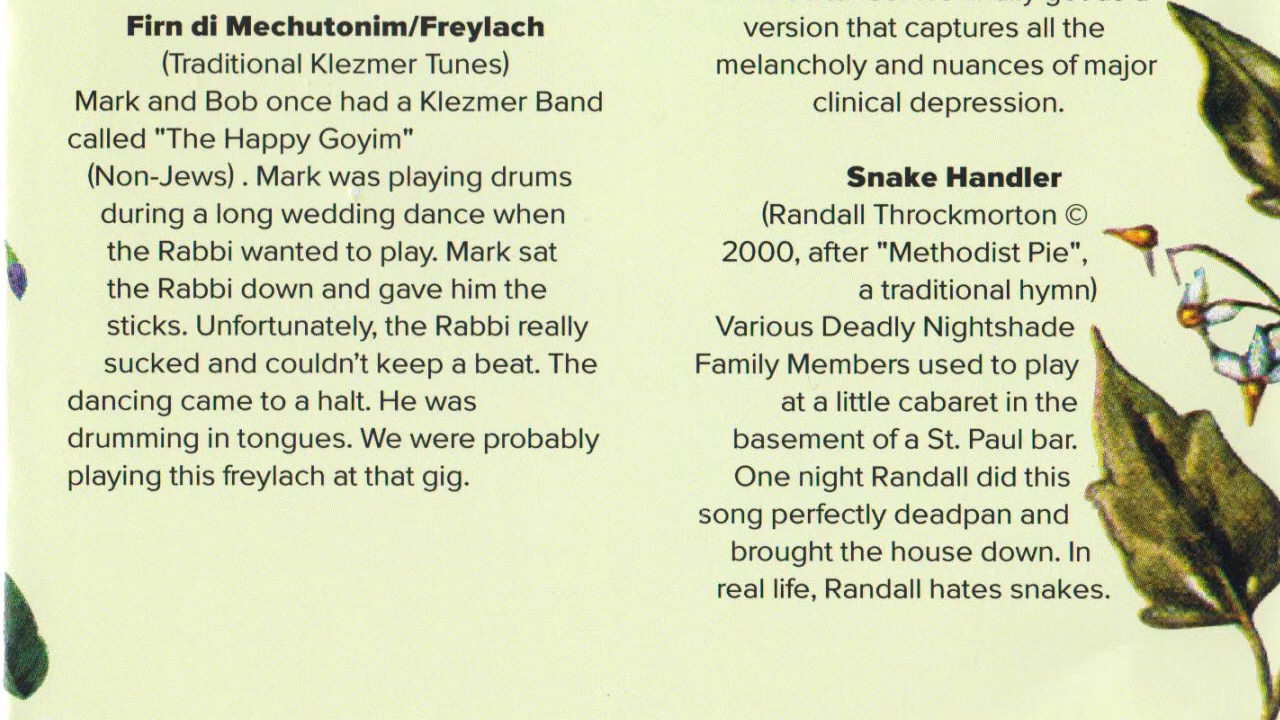 Firn di Mechutonim/Freylach
(Traditional Klezmer Tunes)
Mark and Bob once had a Klezmer Band
called "The Happy Goyim"
(Non-Jews) . Mark was playing drums
during a long wedding dance when
the Rabbi wanted to play. Mark sat
the Rabbi down and gave him the
sticks. Unfortunately, the Rabbi really
sucked and couldn't keep a beat. The
dancing came to a halt. He was
drumming in tongues. We were probably
playing this freylach at that gig.
version that captures all the
melancholy and nuances of major
clinical depression.
Snake Handler
(Randall Throckmorton ©
2000, after "Methodist Pie",
a traditional hymn)
Various Deadly Nightshade
Family Members used to play
at a little cabaret in the
basement of a St. Paul bar.
One night Randall did this
song perfectly deadpan and
brought the house down. In
real life, Randall hates snakes.